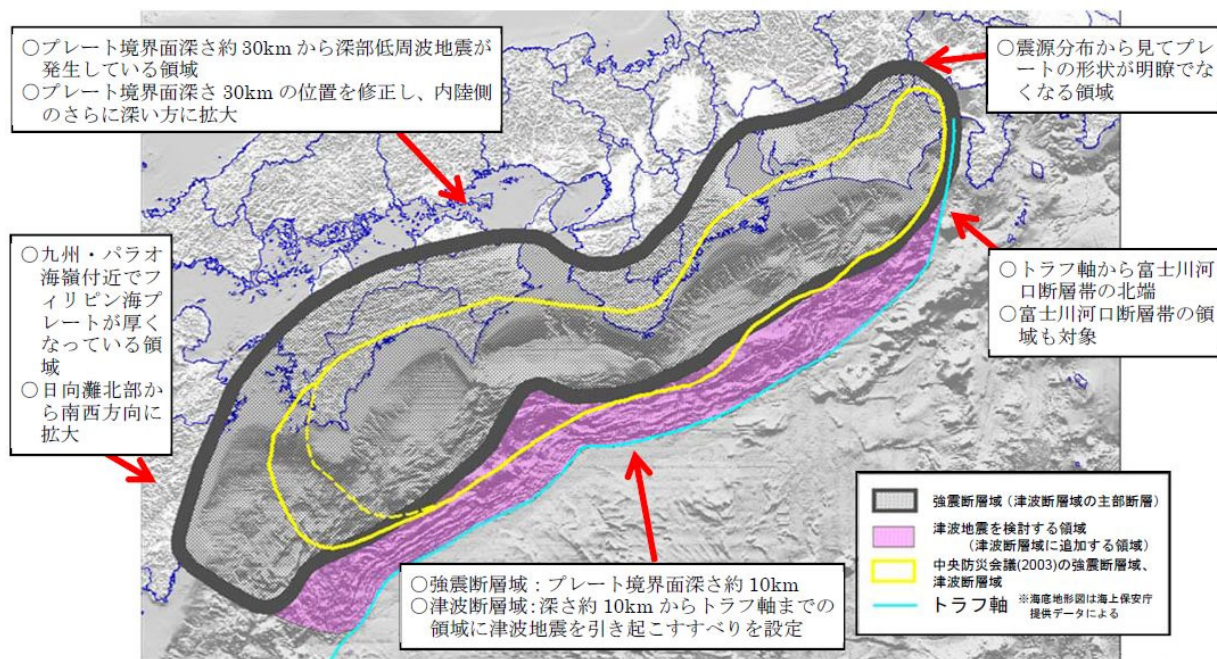 ○プレート境界面深さ約 30km から深部低周波地震が
発生している領域
○プレート境界面深さ 30km の位置を修正し、内陸側
のさらに深い方に拡大
○震源分布から見てプレ
ートの形状が明瞭でな
くなる領域
○九州・パラオ
海嶺付近でフ
ィリピン海プ
レートが厚く
なっている領
域
○日向灘北部か
ら南西方向に
拡大
○トラフ軸から富士川河
口断層帯の北端
○富士川河口断層帯の領
域も対象
○強震断層域：プレート境界面深さ約 10km
○津波断層域：深さ約 10km からトラフ軸までの
領域に津波地震を引き起こすすべりを設定
強震断層域（津波断層域の主部断層）
津波地震を検討する領域
（津波断層域に追加する領域）
中央防災会議(2003)の強震断層域、
津波断層域
トラフ軸 ※海底地形図は海上保安庁
提供データによる